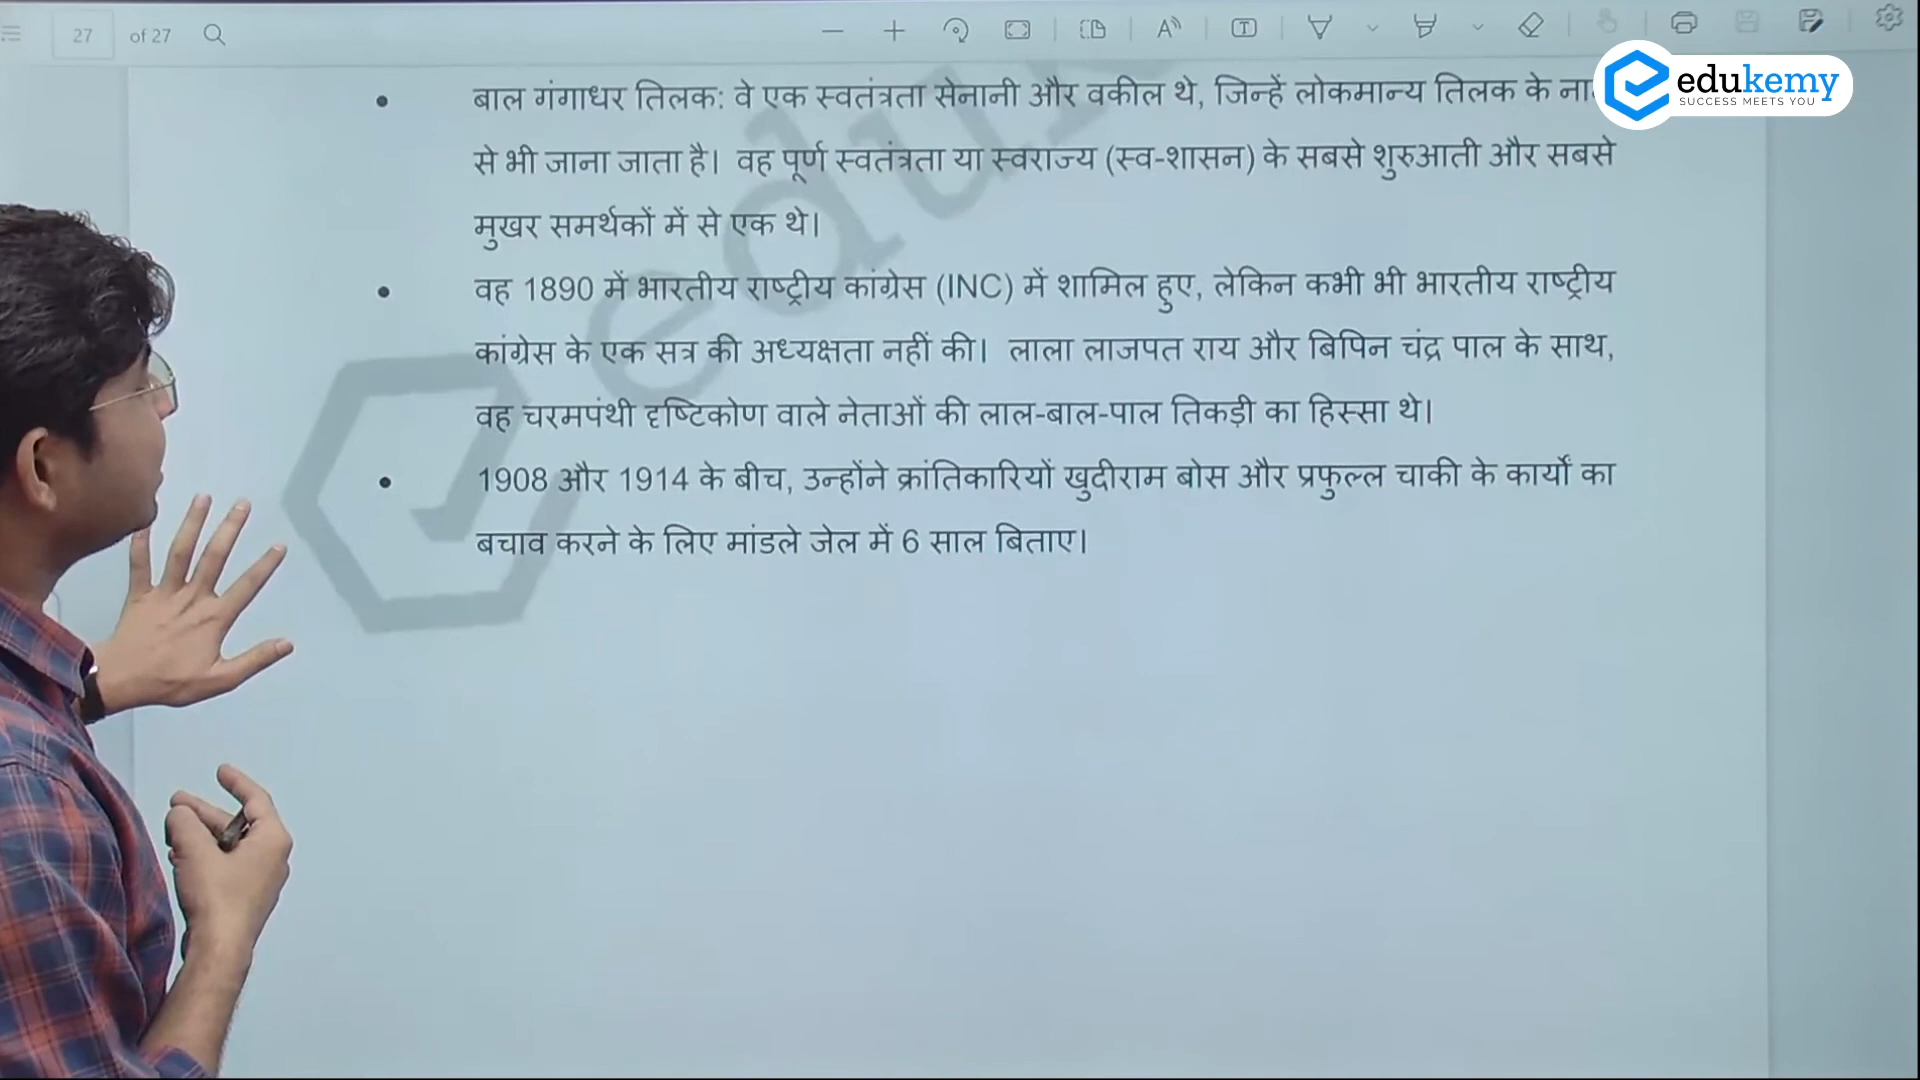 27 of 27
edukemy
SUCCESS MEETS YOU
बाल गंगाधर तिलक: वे एक स्वतंत्रता सेनानी और वकील थे, जिन्हें लोकमान्य तिलक के
से भी जाना जाता है। वह पूर्ण स्वतंत्रता या स्वराज्य (स्व-शासन) के सबसे शुरुआती और सबसे
मुखर समर्थकों में से एक थे।
वह 1890 में भारतीय राष्ट्रीय कांग्रेस (INC) में शामिल हुए, लेकिन कभी भी भारतीय राष्ट्रीय
कांग्रेस के एक सत्र की अध्यक्षता नहीं की। लाला लाजपत राय और बिपिन चंद्र पाल के साथ,
वह चरमपंथी दृष्टिकोण वाले नेताओं की लाल-बाल-पाल तिकड़ी का हिस्सा थे।
1908 और 1914 के बीच, उन्होंने क्रांतिकारियों खुदीराम बोस और प्रफुल्ल चाकी के कार्यों का
बचाव करने के लिए मांडले जेल में 6 साल बिताए।